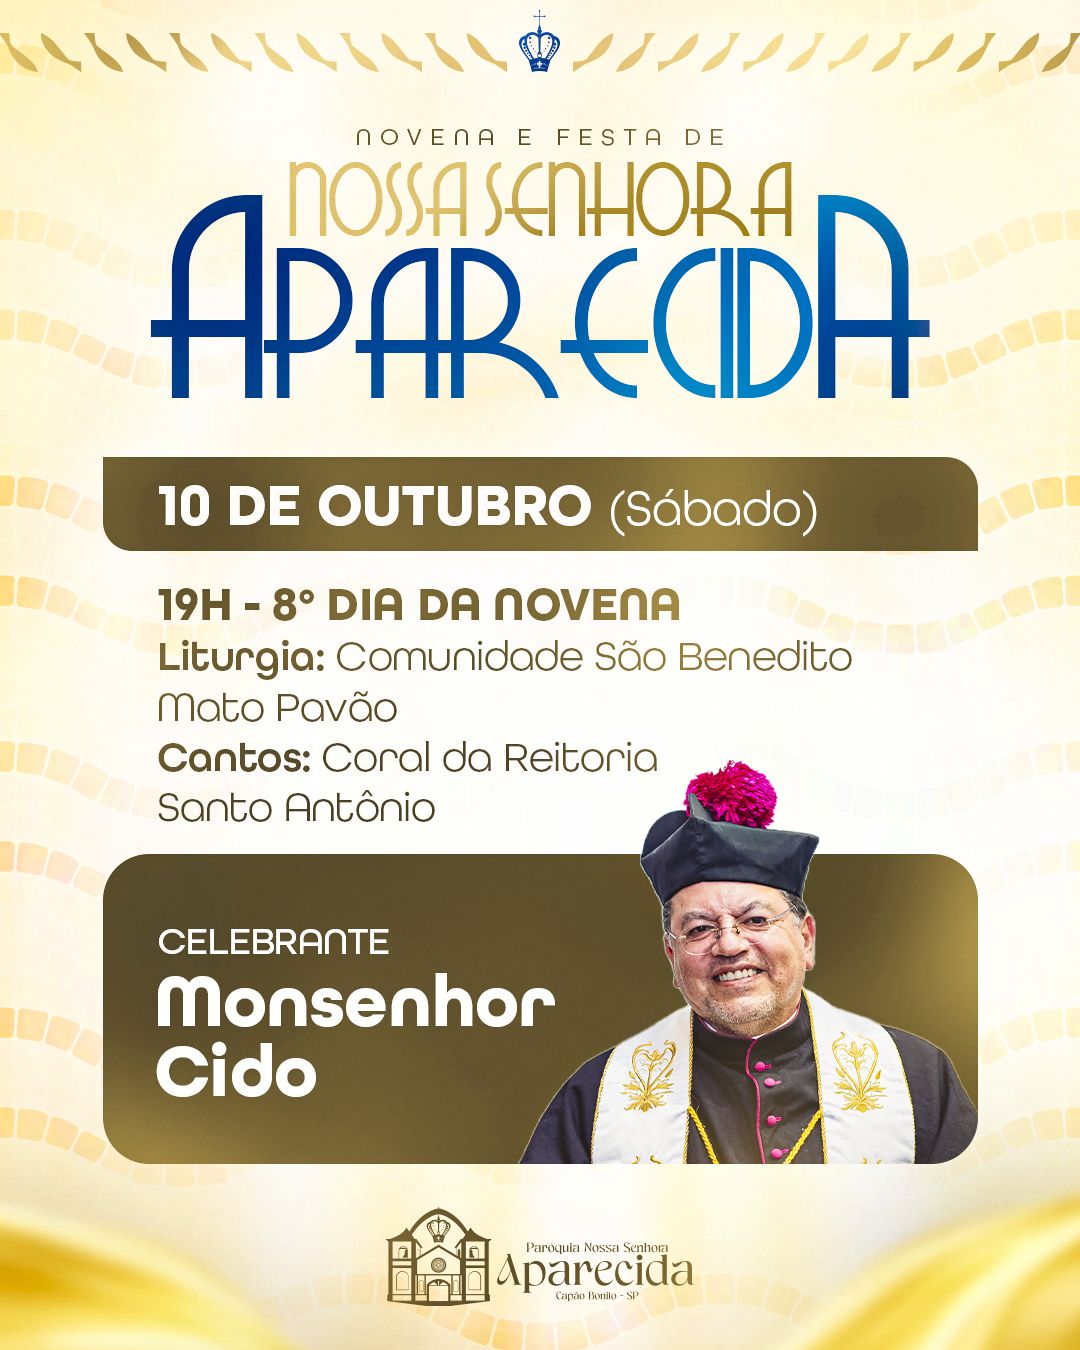 NOVENA E FESTA DE
NOSSA SENHORA
APARECIDA
10 DE OUTUBRO (Sábado)
19H - 8º DIA DA NOVENA
Liturgia: Comunidade São Benedito
Mato Pavão
Cantos: Coral da Reitoria
Santo Antônio
CELEBRANTE
Monsenhor
Cido
Paróquia Nossa Senhora
Aparecida
Capão Bonito - SP